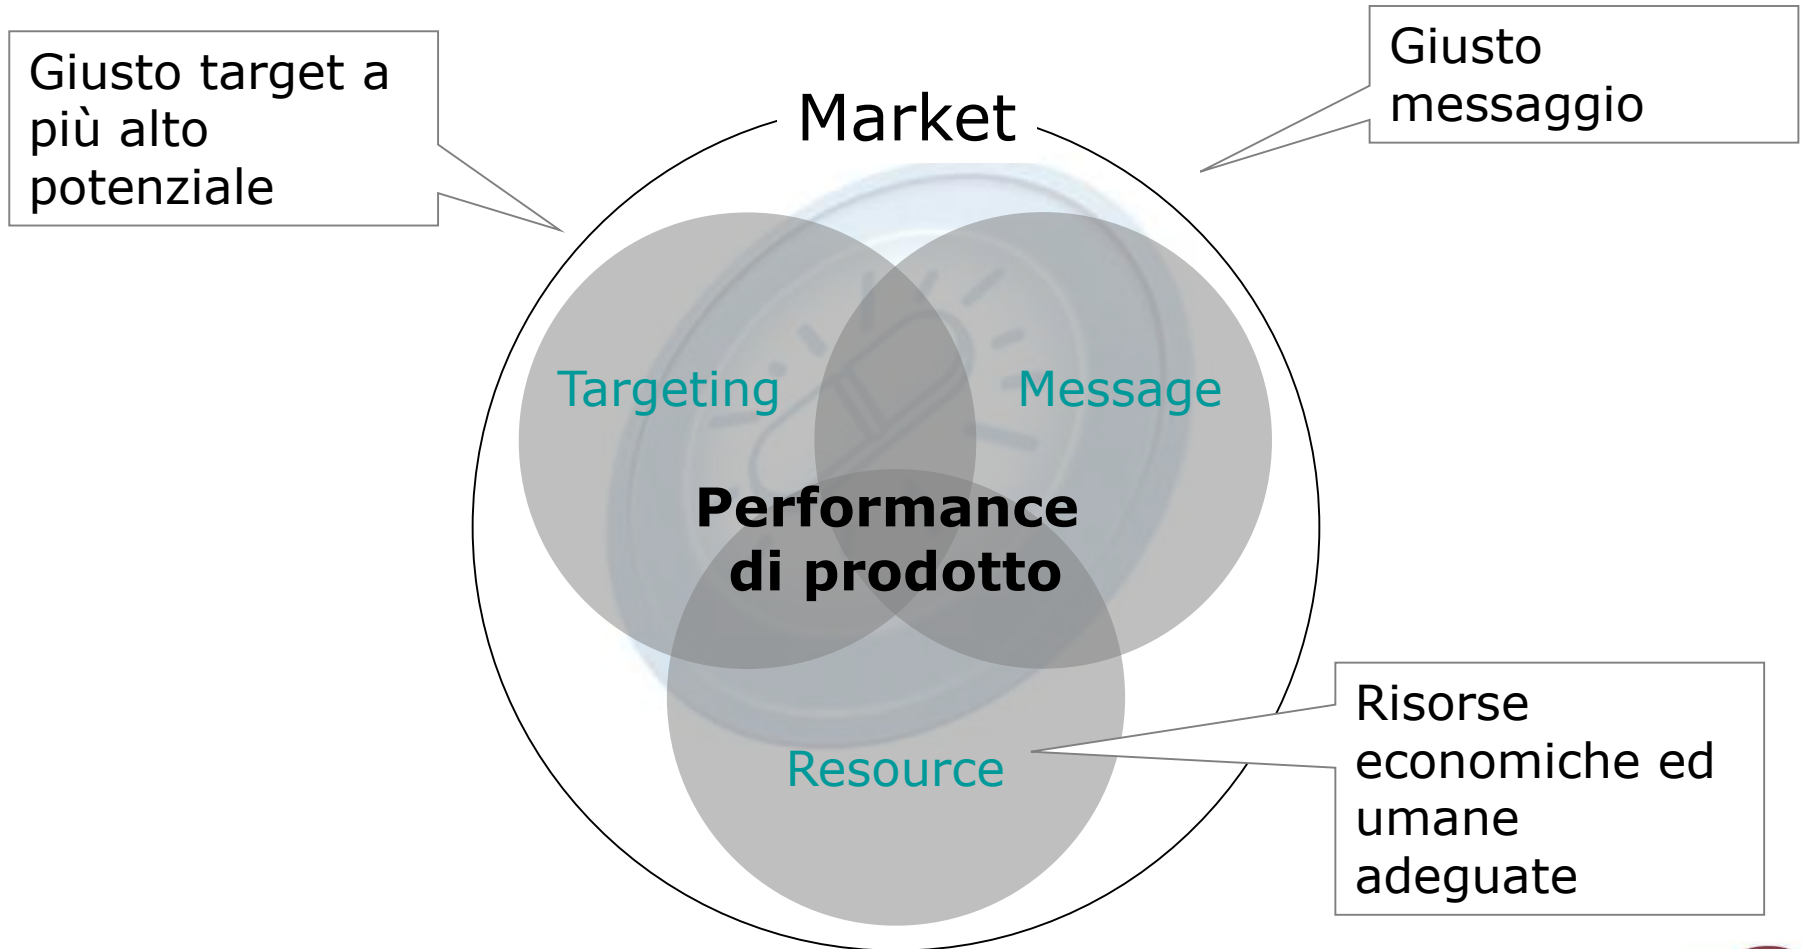 Giusto target a
più alto
potenziale
Market
Giusto
messaggio
Targeting
Message
Performance
di prodotto
Resource
Risorse
economiche ed
umane
adeguate